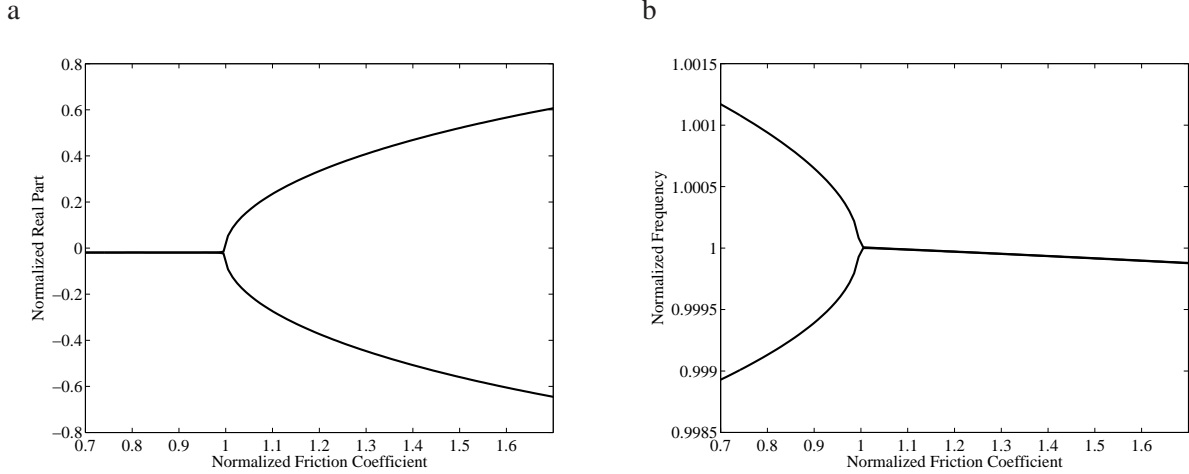 a
0.8
0.6
0.4
0.2
0
–0.2
–0.4
–0.6
–0.8
Normalized Real Part
0.7 0.8 0.9 1 1.1 1.2 1.3 1.4 1.5 1.6
Normalized Friction Coefficient
b
1.0015
1.001
1.0005
1
0.9995
0.999
0.9985
Normalized Frequency
0.7 0.8 0.9 1 1.1 1.2 1.3 1.4 1.5 1.6
Normalized Friction Coefficient